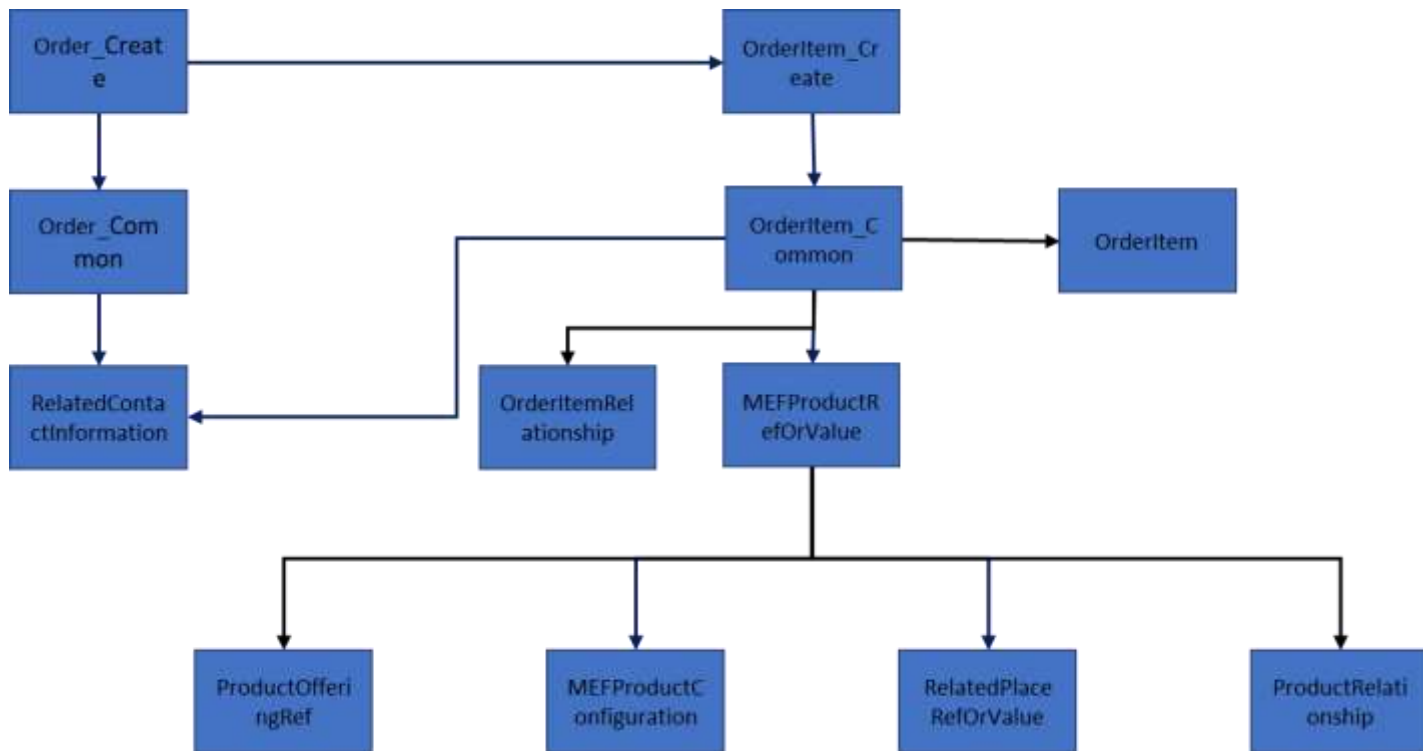 Order_Creat
e
OrderItem_Cr
eate
Order_Com
mon
OrderItem_C
ommon
OrderItem
RelatedConta
ctInformation
OrderItemRel
ationship
MEFProductR
efOrValue
ProductOfferi
ngRef
MEFProductC
onfiguration
RelatedPlace
RefOrValue
ProductRelati
onship